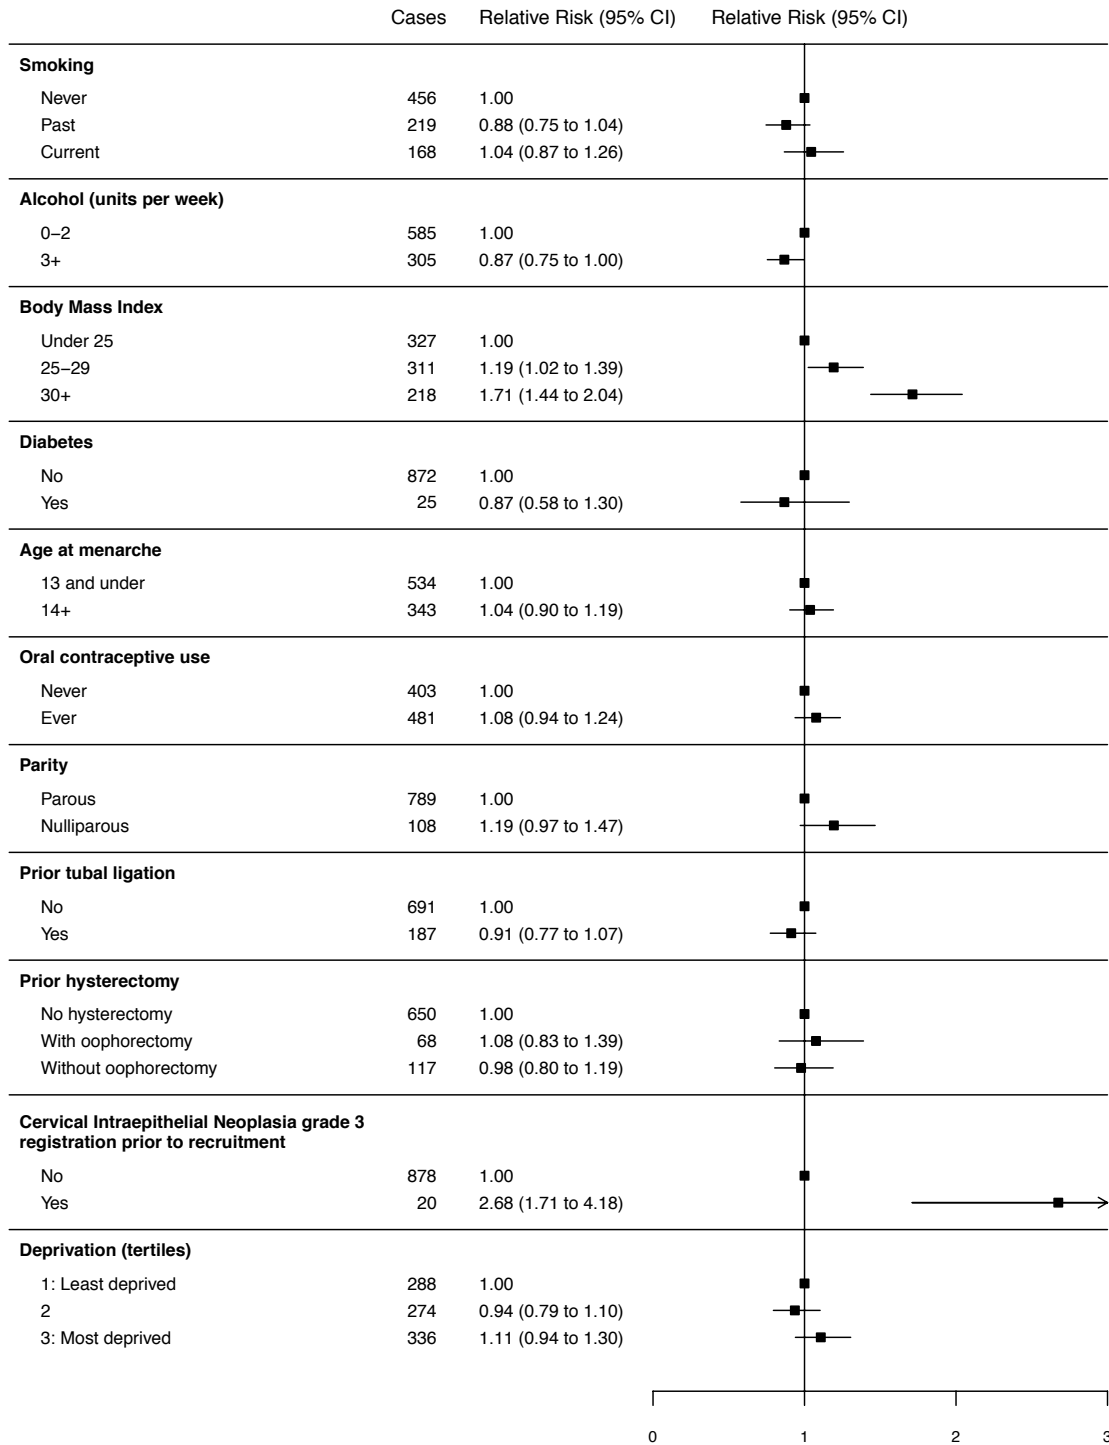 Cases Relative Risk (95% CI) Relative Risk (95% CI)
Smoking
Never 456 1.00
Past 219 0.88 (0.75 to 1.04)
Current 168 1.04 (0.87 to 1.26)
Alcohol (units per week)
0−2 585 1.00
3+ 305 0.87 (0.75 to 1.00)
Body Mass Index
Under 25 327 1.00
25−29 311 1.19 (1.02 to 1.39)
30+ 218 1.71 (1.44 to 2.04)
Diabetes
No 872 1.00
Yes 25 0.87 (0.58 to 1.30)
Age at menarche
13 and under 534 1.00
14+ 343 1.04 (0.90 to 1.19)
Oral contraceptive use
Never 403 1.00
Ever 481 1.08 (0.94 to 1.24)
Parity
Parous 789 1.00
Nulliparous 108 1.19 (0.97 to 1.47)
Prior tubal ligation
No 691 1.00
Yes 187 0.91 (0.77 to 1.07)
Prior hysterectomy
No hysterectomy 650 1.00
With oophorectomy 68 1.08 (0.83 to 1.39)
Without oophorectomy 117 0.98 (0.80 to 1.19)
Cervical Intraepithelial Neoplasia grade 3
registration prior to recruitment
No 878 1.00
Yes 20 2.68 (1.71 to 4.18)
Deprivation (tertiles)
1: Least deprived 288 1.00
2 274 0.94 (0.79 to 1.10)
3: Most deprived 336 1.11 (0.94 to 1.30)
0 1 2 3